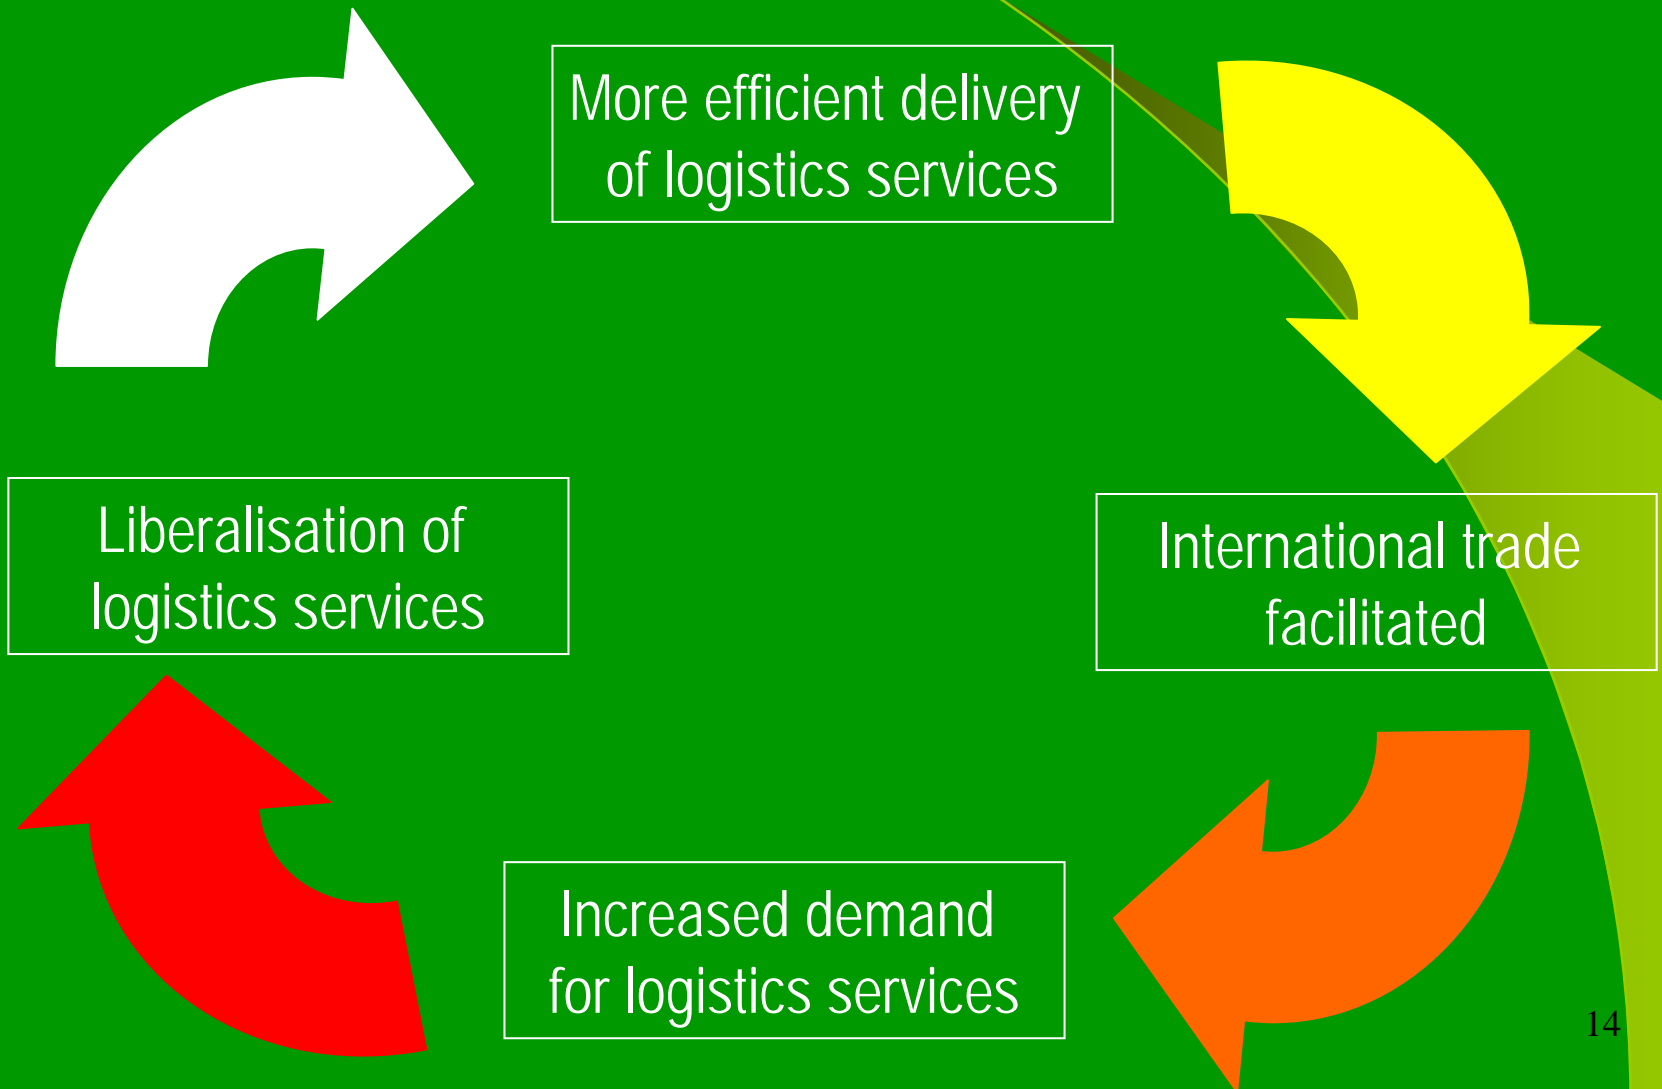 More efficient delivery
of logistics services
Liberalisation of
logistics services
International trade
facilitated
Increased demand
for logistics services
14